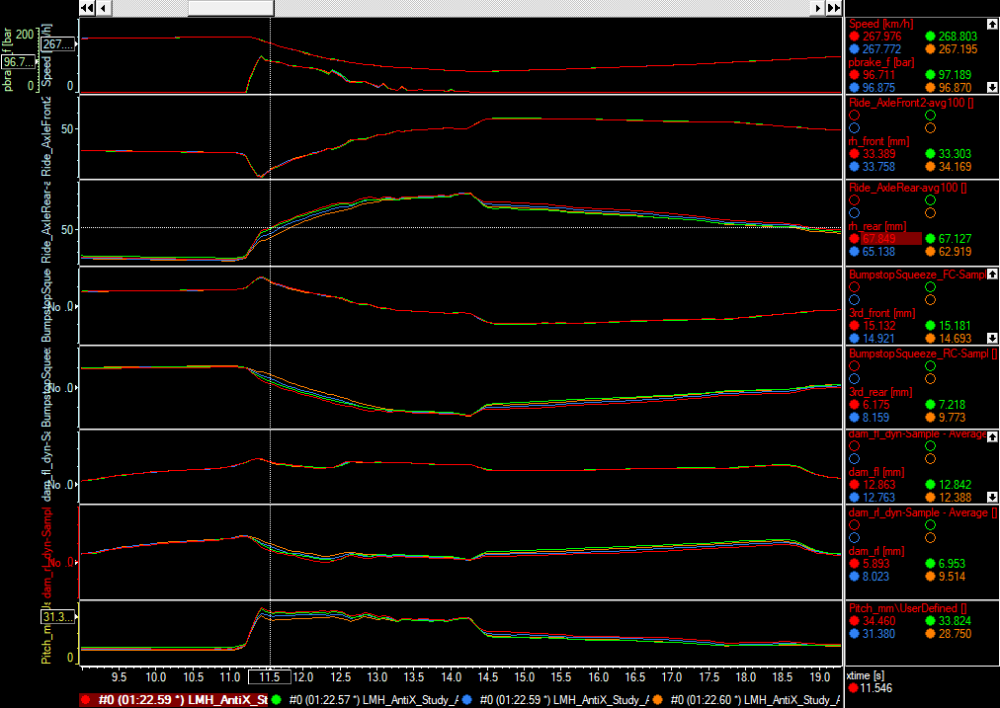 pbrake_f [bar
200
96.7...
0
Speed [km/h]
267....
0
Speed [km/h]
267.976 268.803
267.772 267.195
pbrake_f [bar]
96.711 97.189
96.875 96.870
Ride_AxleFront2
50
Ride_AxleFront2-avg100 []
rh_front [mm]
33.389 33.303
33.758 34.169
Ride_AxleRear-a
50
Ride_AxleRear-avg100 []
rh_rear [mm]
67.849 67.127
65.138 62.919
BumpstopSquee
No .0
BumpstopSqueeze_FC-Sampl
3rd_front [mm]
15.132 15.181
14.921 14.693
BumpstopSqueez
No .0
BumpstopSqueeze_RC-Sampl []
3rd_rear [mm]
6.175 7.218
8.159 9.773
dam_fl_dyn-Sa
No .0
dam_fl_dyn-Sample - Average
dam_fl [mm]
12.863 12.842
12.763 12.388
dam_rl_dyn-Sampl
No .0
dam_rl_dyn-Sample - Average []
dam_rl [mm]
5.893 6.953
8.023 9.514
Pitch_mm\Us
31.3...
0
Pitch_mm\UserDefined []
34.460 33.824
31.380 28.750
9.5 10.0 10.5 11.0 11.5 12.0 12.5 13.0 13.5 14.0 14.5 15.0 15.5 16.0 16.5 17.0 17.5 18.0 18.5 19.0
xtime [s]
11.546
#0 (01:22.59 *) LMH_AntiX_St #0 (01:22.57 *) LMH_AntiX_Study_A #0 (01:22.59 *) LMH_AntiX_Study_A #0 (01:22.60 *) LMH_AntiX_Study_A